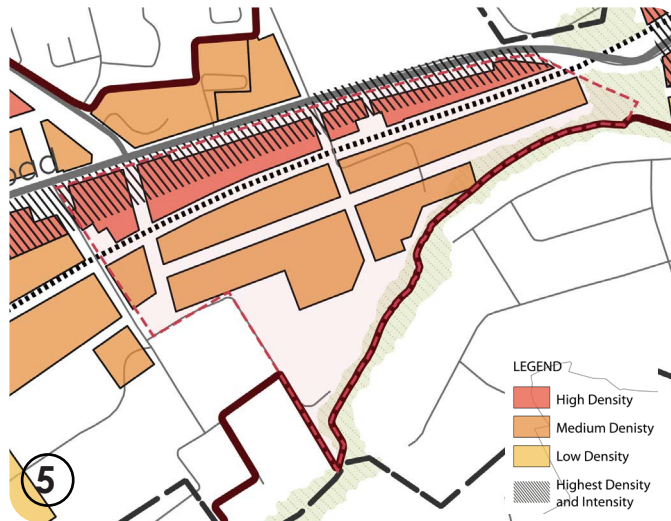 LEGEND
High Density
Medium Denisty
Low Density
Highest Density
and Intensity
5